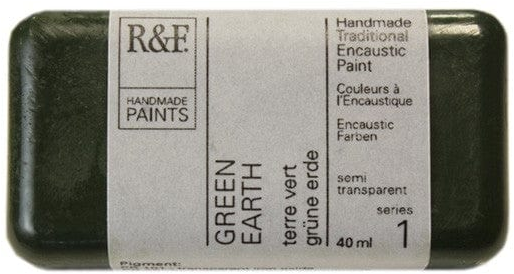 R&F.
HANDMADE
PAINTS
GREEN
EARTH
terre vert
grüne erde
Handmade
Traditional
Encaustic
Paint
Couleurs à
l'Encaustique
Encaustic
Farben
semi
transparent
series
40 ml 1
Pigment: